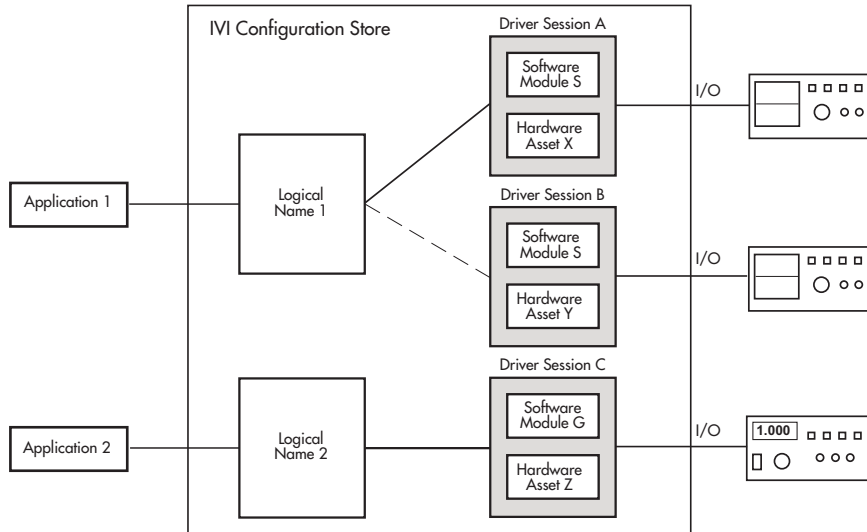 IVI Configuration Store
Driver Session A
Software
Module S
Hardware
Asset X
I/O
Application 1
Logical
Name 1
Driver Session B
Software
Module S
Hardware
Asset Y
I/O
Driver Session C
Software
Module G
Hardware
Asset Z
I/O
1.000
Application 2
Logical
Name 2